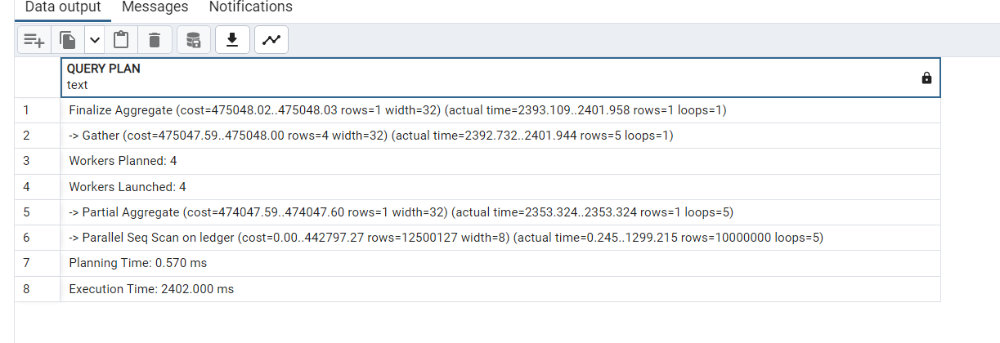 Data output Messages Notifications
QUERY PLAN
text
1 Finalize Aggregate (cost=475048.02..475048.03 rows=1 width=32) (actual time=2393.109..2401.958 rows=1 loops=1)
2 -> Gather (cost=475047.59..475048.00 rows=4 width=32) (actual time=2392.732..2401.944 rows=5 loops=1)
3 Workers Planned: 4
4 Workers Launched: 4
5 -> Partial Aggregate (cost=474047.59..474047.60 rows=1 width=32) (actual time=2353.324..2353.324 rows=1 loops=5)
6 -> Parallel Seq Scan on ledger (cost=0.00..442797.27 rows=12500127 width=8) (actual time=0.245..1299.215 rows=10000000 loops=5)
7 Planning Time: 0.570 ms
8 Execution Time: 2402.000 ms